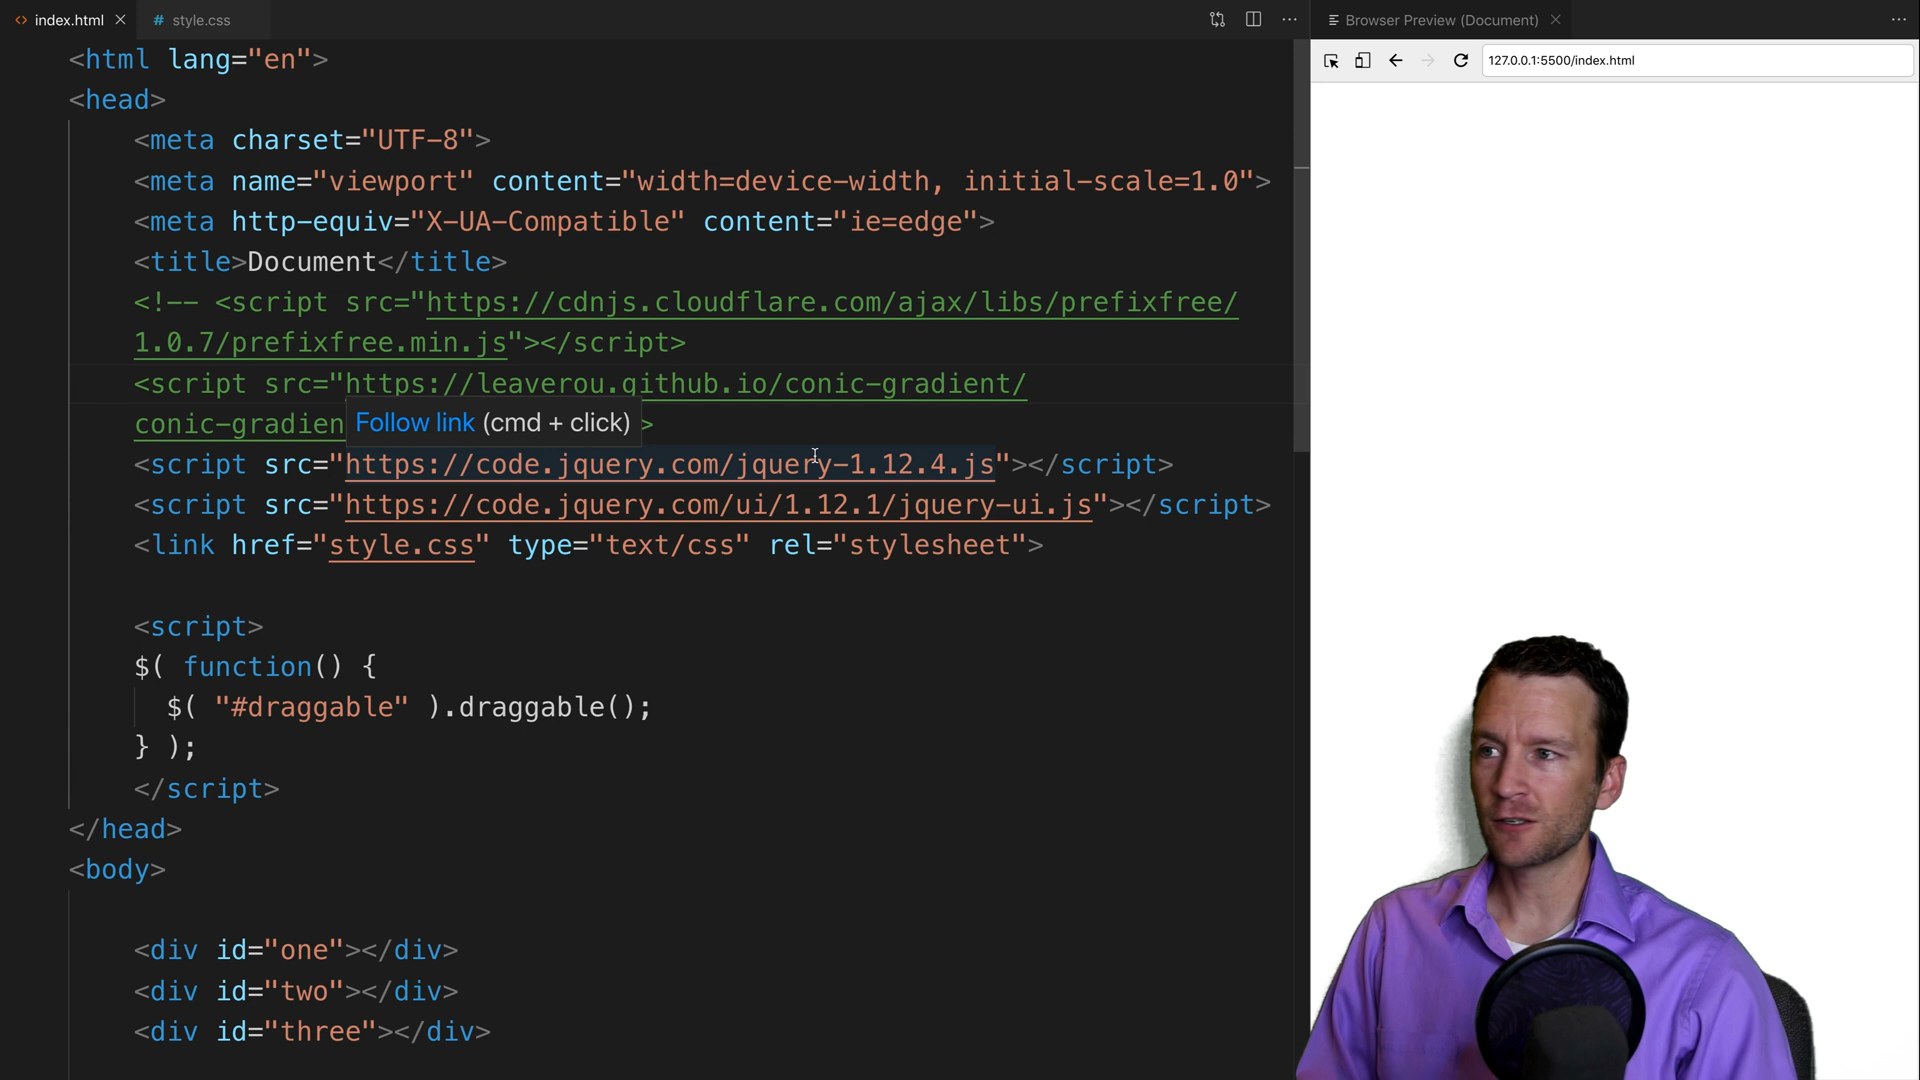 index.html
style.css
Browser Preview (Document)
127.0.0.1:5500/index.html
<html lang="en">
<head>
<meta charset="UTF-8">
<meta name="viewport" content="width=device-width, initial-scale=1.0">
<meta http-equiv="X-UA-Compatible" content="ie=edge">
<title>Document</title>
<!-- <script src="https://cdnjs.cloudflare.com/ajax/libs/prefixfree/
1.0.7/prefixfree.min.js"></script>
<script src="https://leaverou.github.io/conic-gradient/
conic-gradien
Follow link (cmd + click)
>
<script src="https://code.jquery.com/jquery-1.12.4.js"></script>
<script src="https://code.jquery.com/ui/1.12.1/jquery-ui.js"></script>
<link href="style.css" type="text/css" rel="stylesheet">
<script>
$( function() {
$( "#draggable" ).draggable();
} );
</script>
</head>
<body>
<div id="one"></div>
<div id="two"></div>
<div id="three"></div>